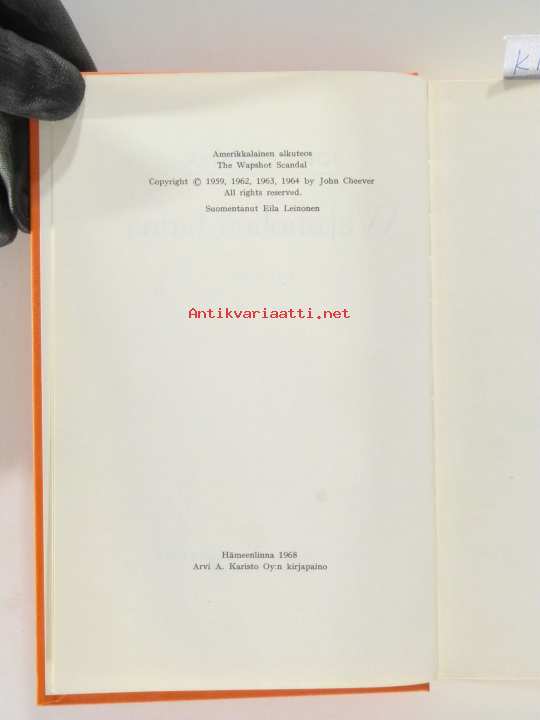 Amerikkalainen alkuteos
The Wapshot Scandal
Copyright © 1959, 1962, 1963, 1964 by John Cheever
All rights reserved.
Suomentanut Eila Leinonen
Antikvariaatti.net
Hämeenlinna 1968
Arvi A. Karisto Oy:n kirjapaino